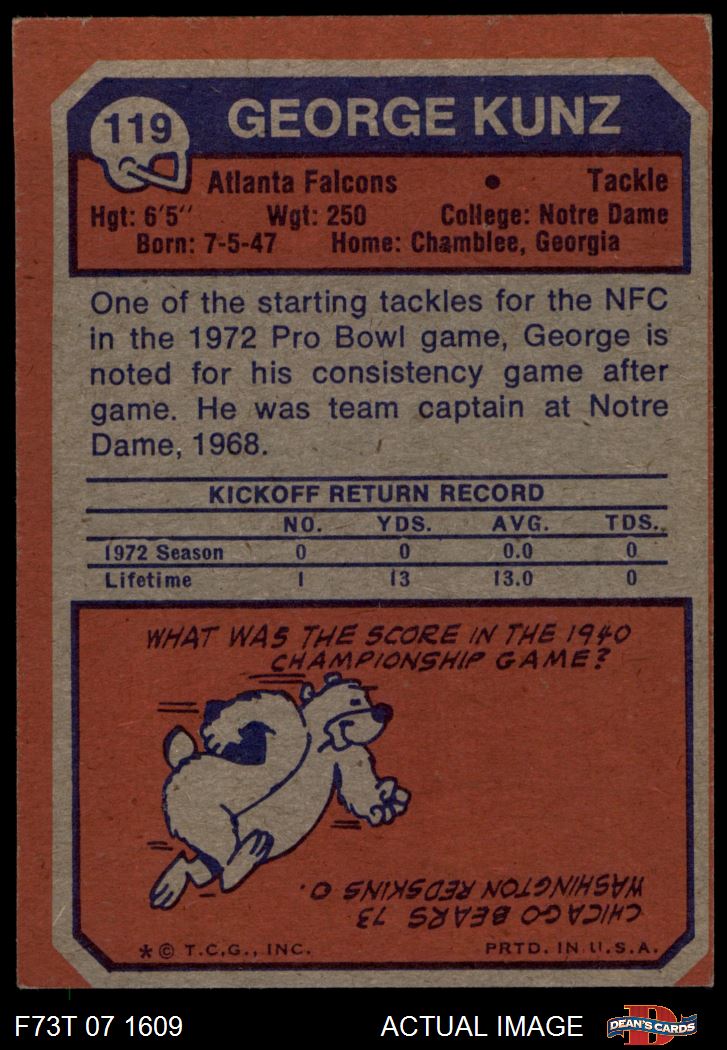 119
GEORGE KUNZ
Atlanta Falcons • Tackle
Hgt: 6'5" Wgt: 250 College: Notre Dame
Born: 7-5-47 Home: Chamblee, Georgia
One of the starting tackles for the NFC
in the 1972 Pro Bowl game, George is
noted for his consistency game after
game. He was team captain at Notre
Dame, 1968.
KICKOFF RETURN RECORD
NO. YDS. AVG. TDS.
1972 Season 0 0 0.0 0
Lifetime 1 13 13.0 0
WHAT WAS THE SCORE IN THE 1940
CHAMPIONSHIP GAME?
CHICAGO BEARS 73
WASHINGTON REDSKINS 0.
* © T.C.G., INC. PRTD. IN U.S.A.
F73T 07 1609 ACTUAL IMAGE
D
DEAN'S CARDS